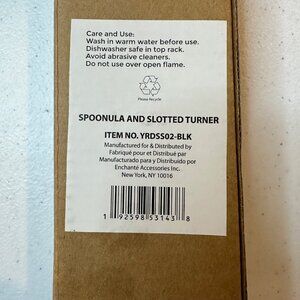 Care and Use:
Wash in warm water before use.
Dishwasher safe in top rack.
Avoid abrasive cleaners.
Do not use over open flame.
Please Recycle
SPOONULA AND SLOTTED TURNER
ITEM NO. YRDSS02-BLK
Manufactured for & Distributed by
Fabriqué pour et Distribué par
Manufacturado para y Distribuido por
Enchanté Accessories Inc.
New York, NY 10016
1 92598 53143 8